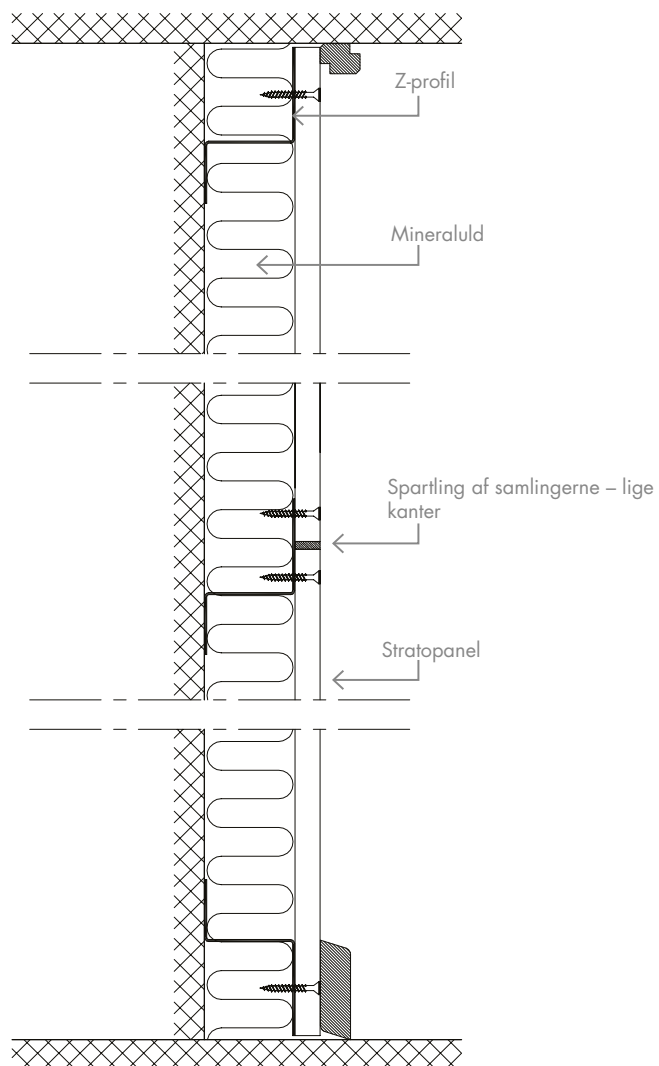 Z-profil
Mineraluld
Spartling af samlingerne – lige
kanter
Stratopanel